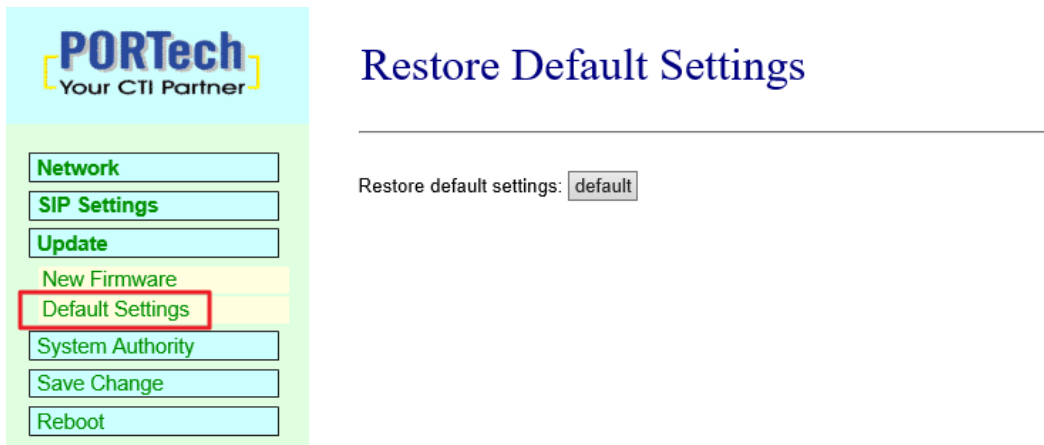 PORTech
Your CTI Partner
Network
SIP Settings
Update
New Firmware
Default Settings
System Authority
Save Change
Reboot
Restore Default Settings
Restore default settings: default